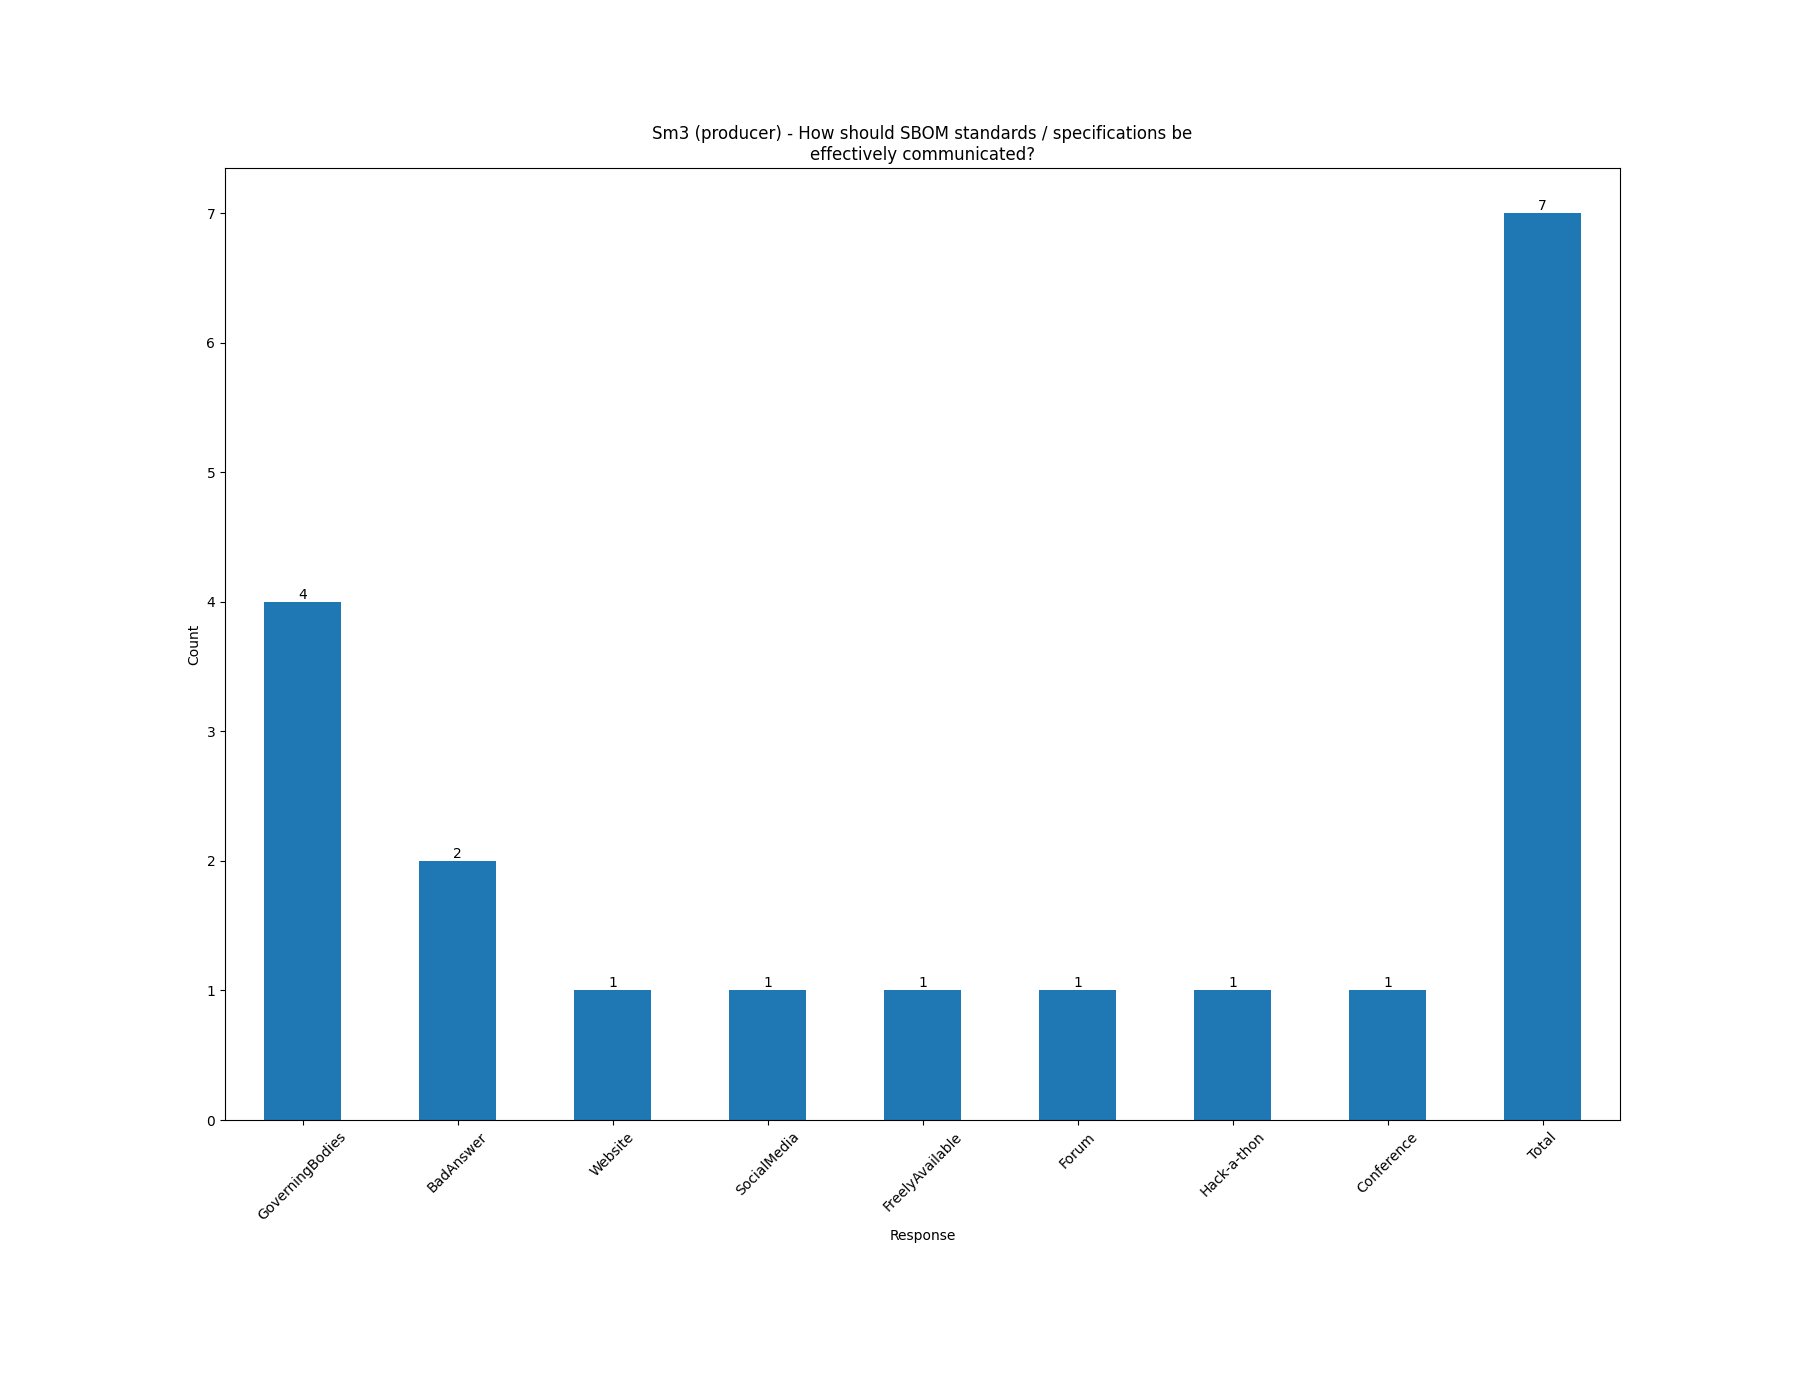 Sm3 (producer) - How should SBOM standards / specifications be
effectively communicated?
Count
7
6
5
4
3
2
1
0
4
2
1
1
1
1
1
1
7
GoverningBodies
BadAnswer
Website
SocialMedia
FreelyAvailable
Forum
Hack-a-thon
Conference
Total
Response